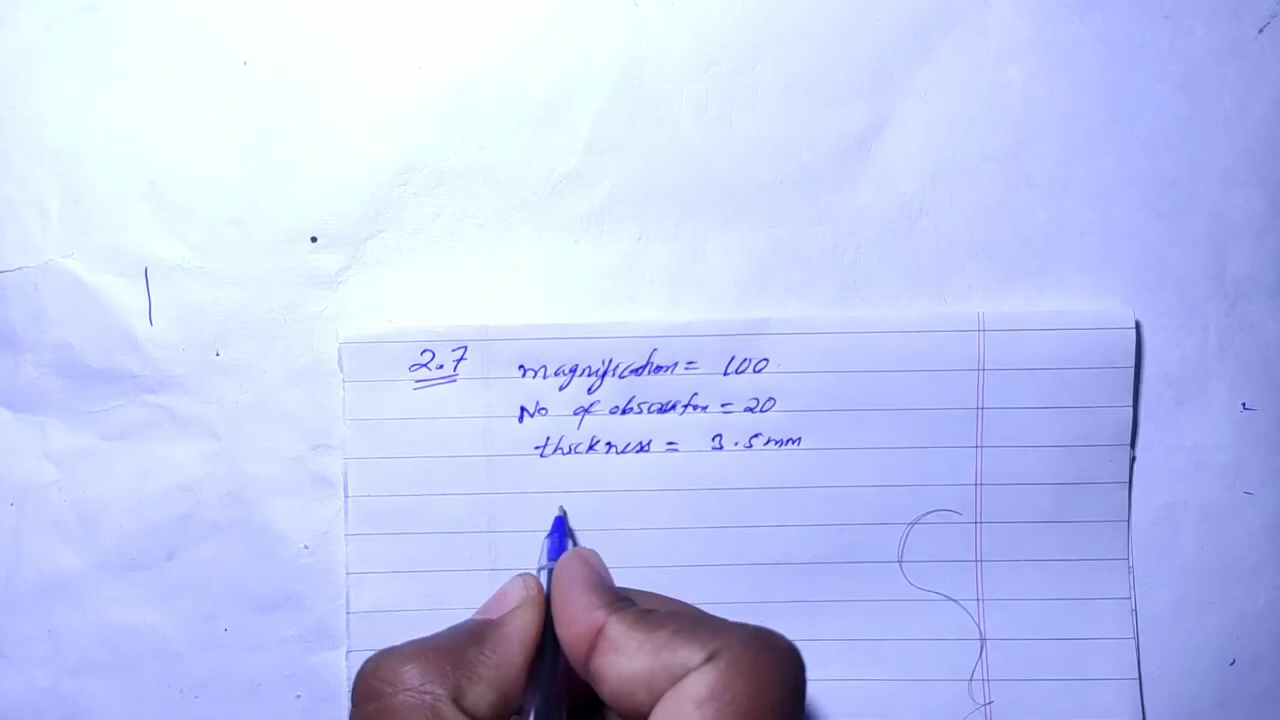 2.7 magnification = 100
No of observation = 20
thickness = 3.5mm